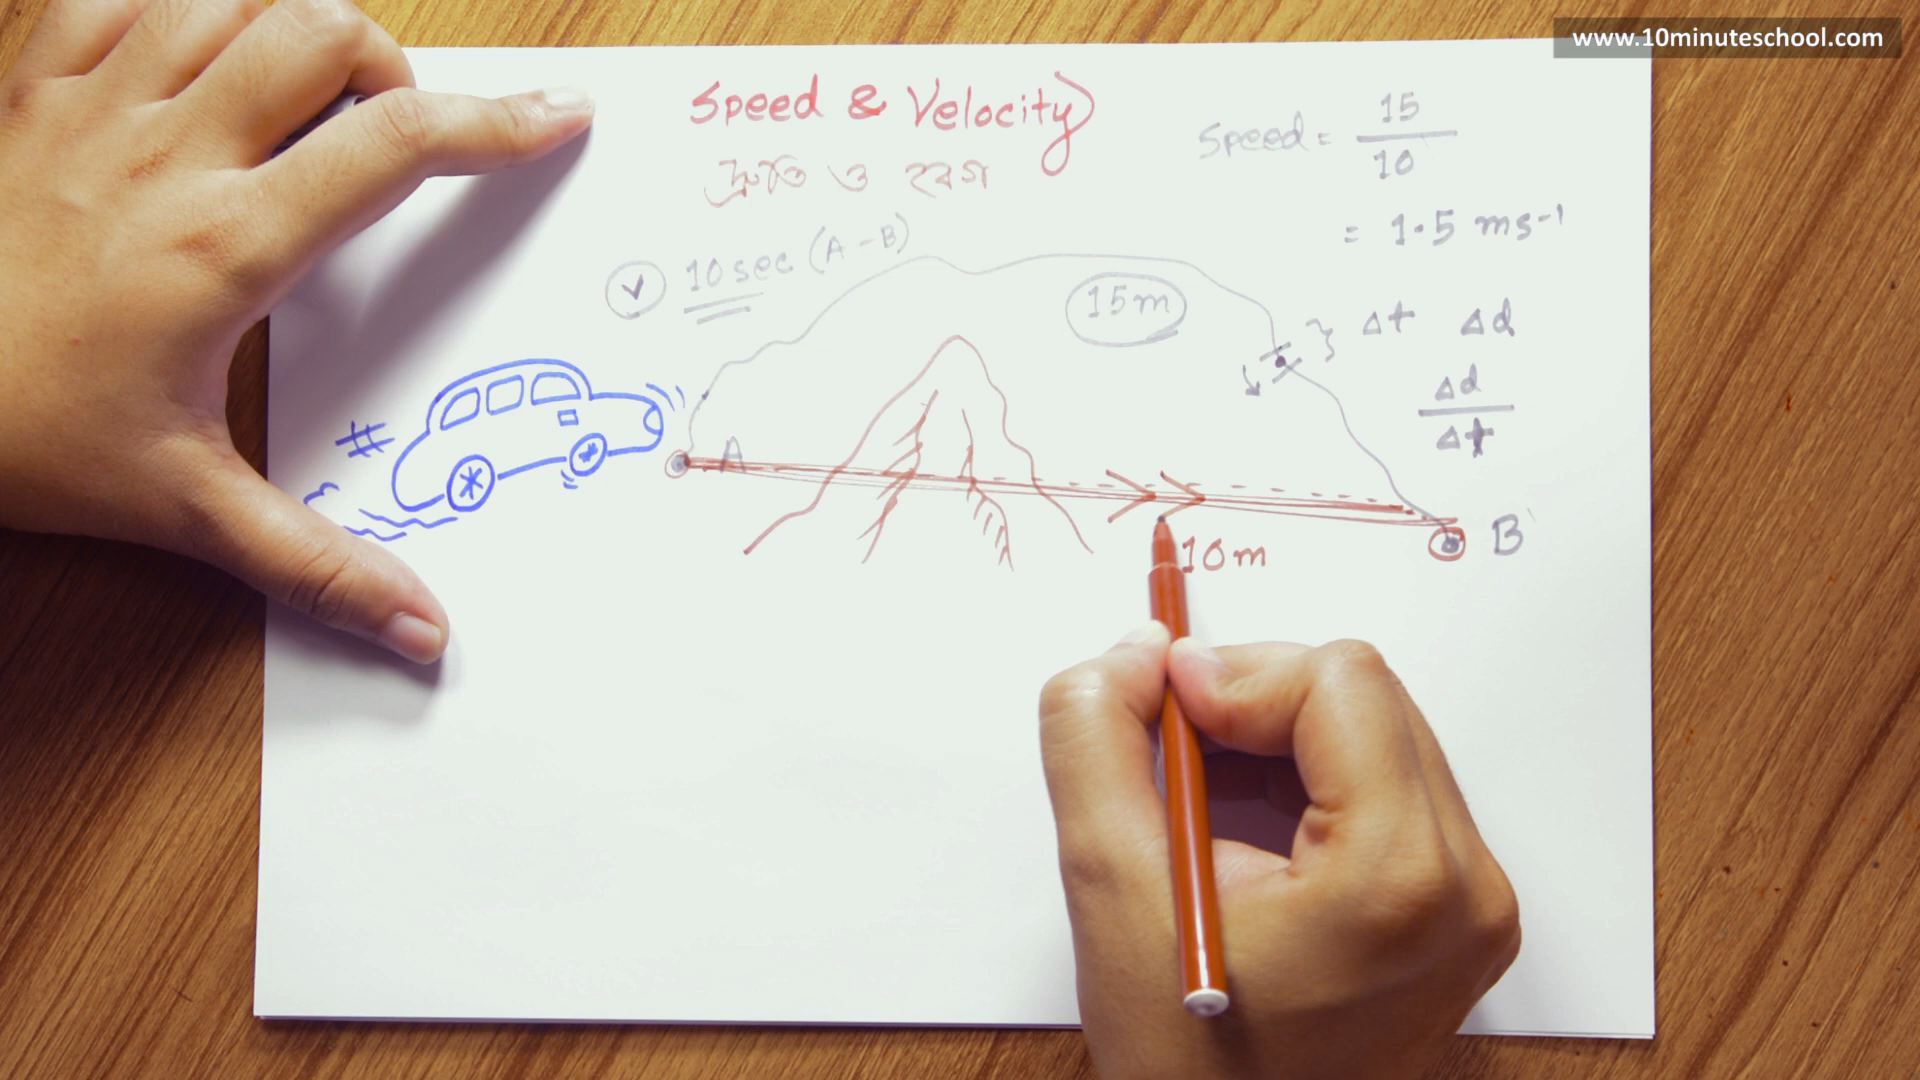 www.10minuteschool.com
Speed & Velocity
দ্রুতি ও বেগ
Speed = 15/10
= 1.5 ms-1
10 sec (A-B)
15m
Δt Δd
Δd/Δt
A
B
10m